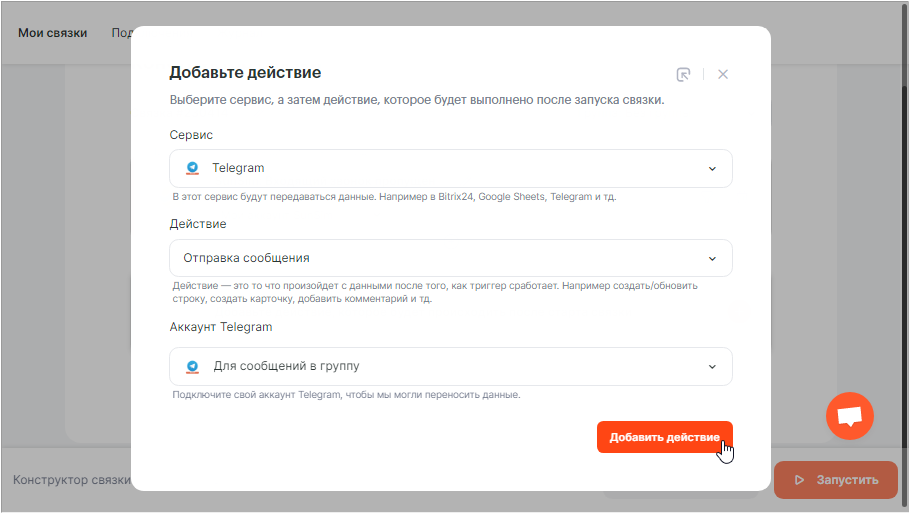 Мои связки
Добавьте действие
Выберите сервис, а затем действие, которое будет выполнено после запуска связки.
Сервис
Telegram
В этот сервис будут передаваться данные. Например в Bitrix24, Google Sheets, Telegram и тд.
Действие
Отправка сообщения
Действие — это то что произойдет с данными после того, как триггер сработает. Например создать/обновить
строку, создать карточку, добавить комментарий и тд.
Аккаунт Telegram
Для сообщений в группу
Подключите свой аккаунт Telegram, чтобы мы могли переносить данные.
Добавить действие
Конструктор связки
Запустить